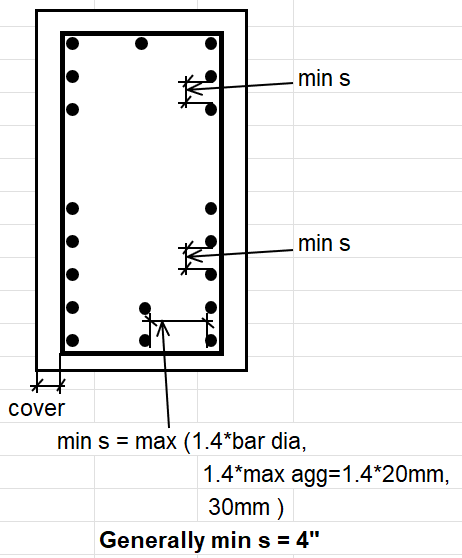 min s
min s
cover
min s = max (1.4*bar dia,
1.4*max agg=1.4*20mm,
30mm )
Generally min s = 4"